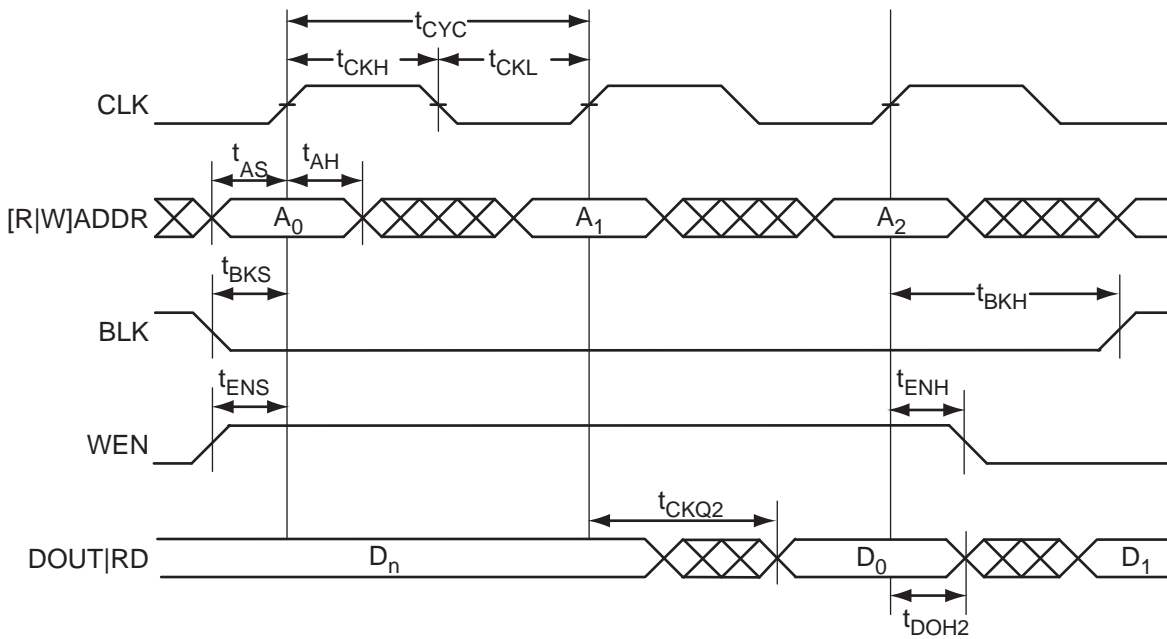 tCYC
tCKH tCKL
CLK
tAS tAH
[R|W]ADDR A0 A1 A2
tBKS tBKH
BLK
tENS tENH
WEN
tCKQ2
DOUT|RD Dn D0 D1
tDOH2